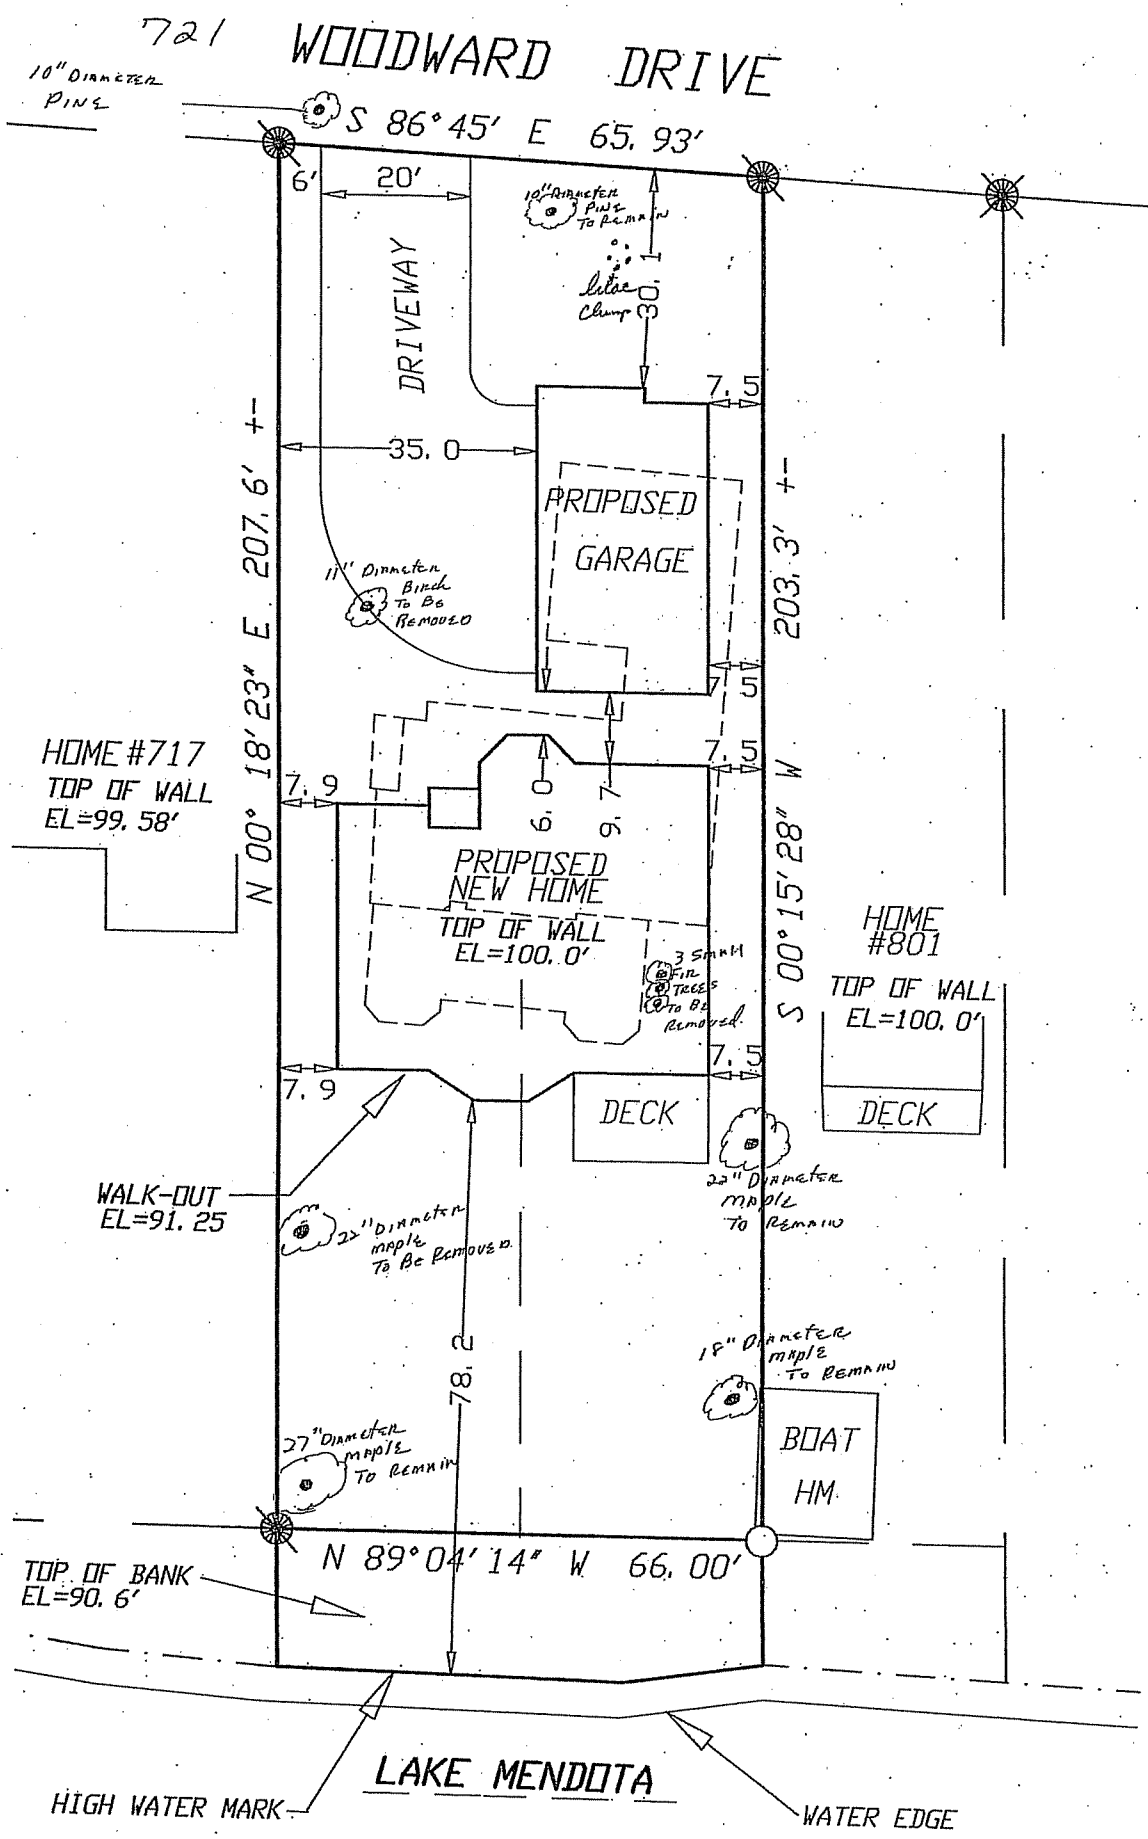 721 WOODWARD DRIVE
10" DIAMETER
PINE
S 86°45' E 65.93'
6'
20'
10" DIAMETER
PINE
TO REMAIN
DRIVEWAY
lilac
Clump
30.1
7.5
35.0
PROPOSED
GARAGE
N 00° 18' 23" E 207.6' +-
203.3' +-
S 00°15'28" W
11" DIAMETER
BIRCH
TO BE
REMOVED
7.5
7.5
HOME #717
TOP OF WALL
EL=99.58'
7.9
6.0
9.7
PROPOSED
NEW HOME
TOP OF WALL
EL=100.0'
3 SMALL
FIR
TREES
TO BE
REMOVED.
HOME
#801
TOP OF WALL
EL=100.0'
7.5
7.9
DECK
DECK
WALK-OUT
EL=91.25
22" DIAMETER
MAPLE
TO BE REMOVED.
22" DIAMETER
MAPLE
TO REMAIN
78.2
18" DIAMETER
MAPLE
TO REMAIN
BOAT
HM.
27" DIAMETER
MAPLE
TO REMAIN
N 89°04'14" W 66.00'
TOP OF BANK
EL=90.6'
LAKE MENDOTA
HIGH WATER MARK
WATER EDGE